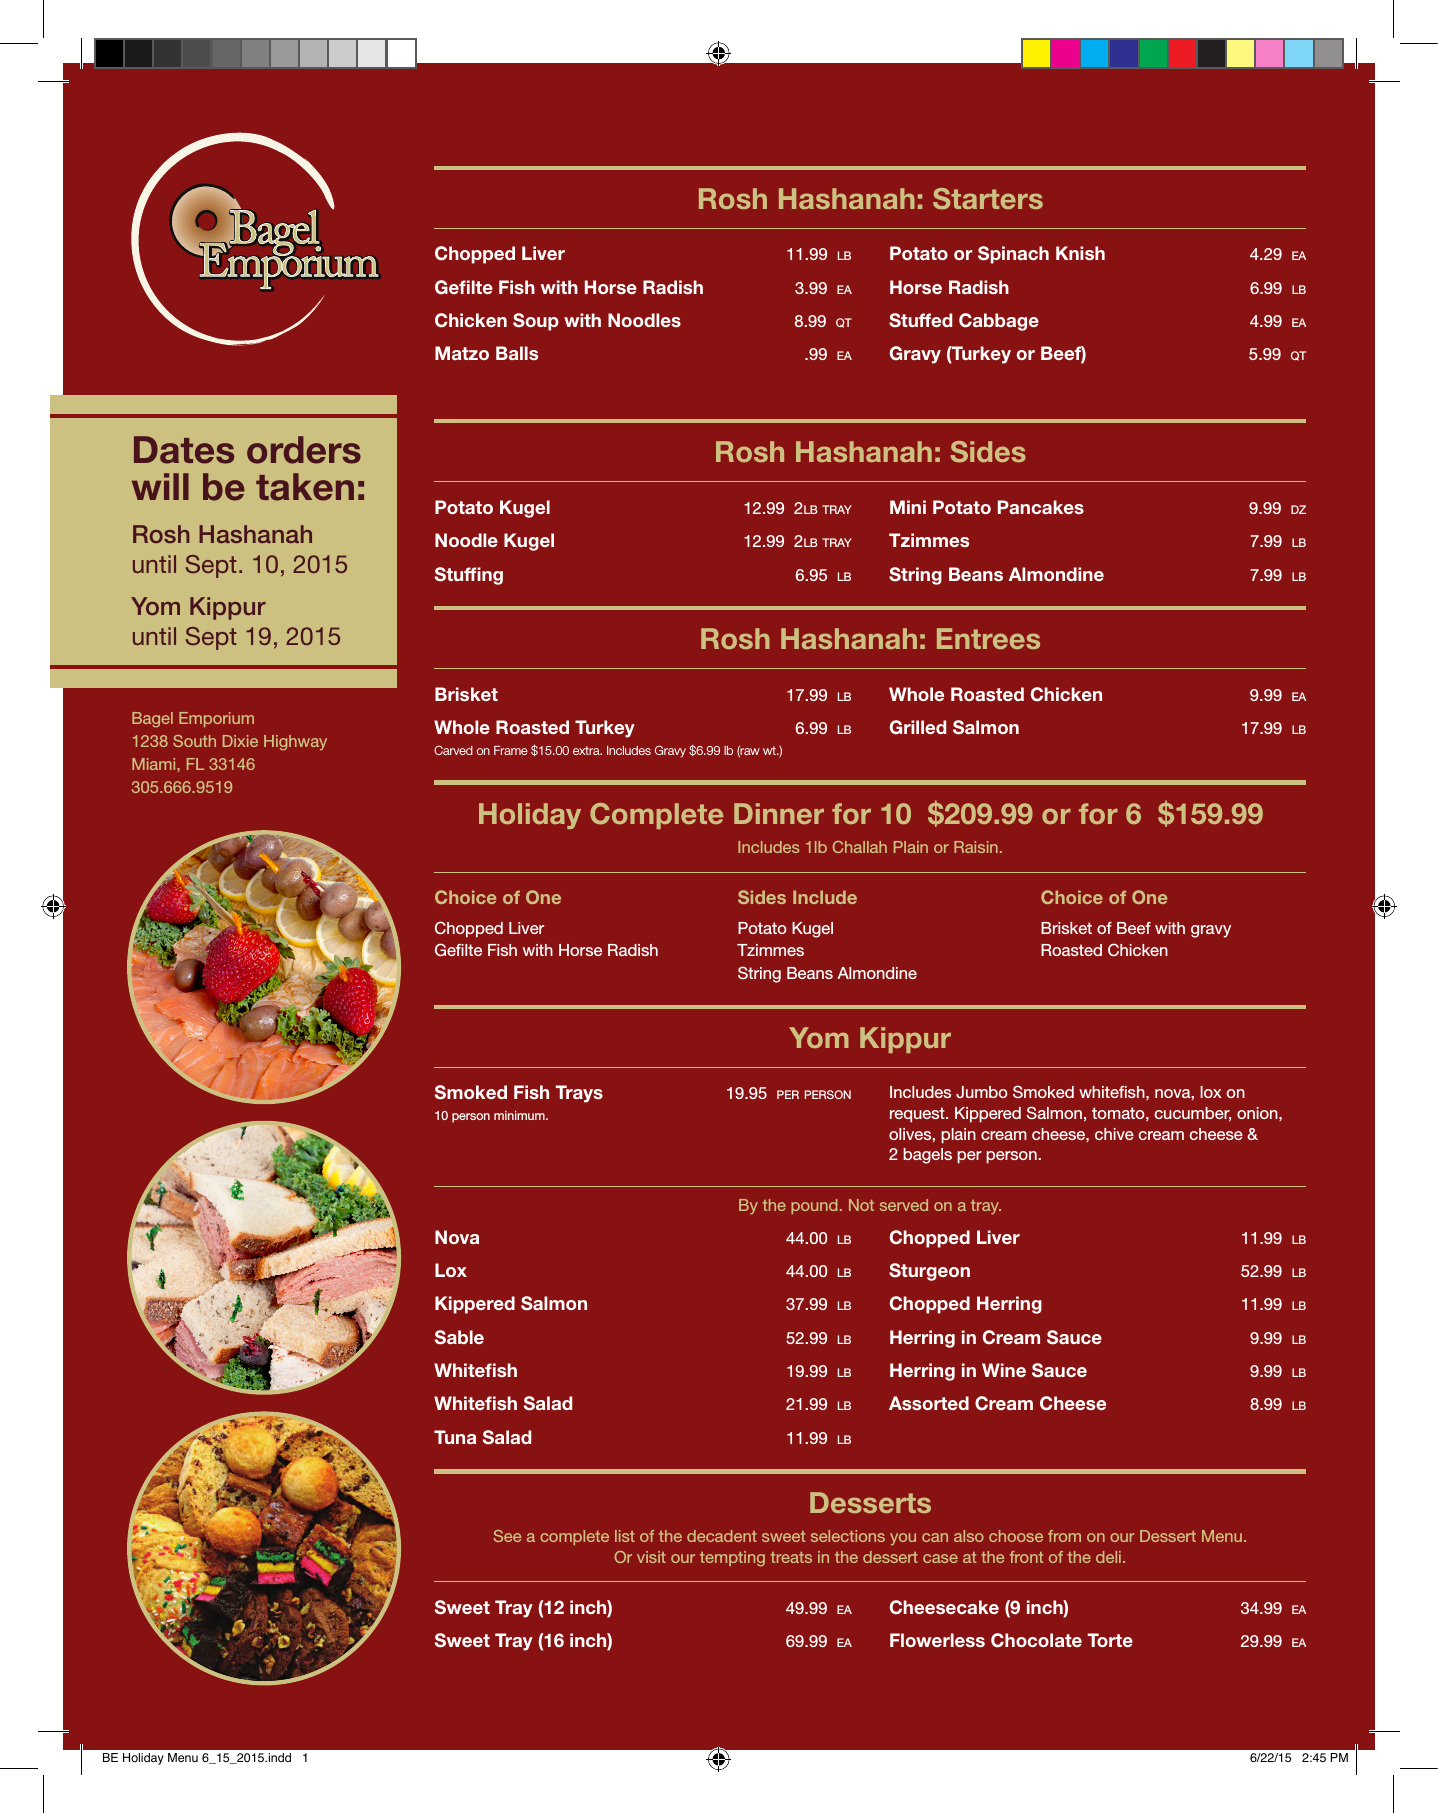 Bagel
Emporium
Dates orders
will be taken:
Rosh Hashanah
until Sept. 10, 2015
Yom Kippur
until Sept 19, 2015
Bagel Emporium
1238 South Dixie Highway
Miami, FL 33146
305.666.9519
Rosh Hashanah: Starters
Chopped Liver 11.99 LB
Gefilte Fish with Horse Radish 3.99 EA
Chicken Soup with Noodles 8.99 QT
Matzo Balls .99 EA
Potato or Spinach Knish 4.29 EA
Horse Radish 6.99 LB
Stuffed Cabbage 4.99 EA
Gravy (Turkey or Beef) 5.99 QT
Rosh Hashanah: Sides
Potato Kugel 12.99 2LB TRAY
Noodle Kugel 12.99 2LB TRAY
Stuffing 6.95 LB
Mini Potato Pancakes 9.99 DZ
Tzimmes 7.99 LB
String Beans Almondine 7.99 LB
Rosh Hashanah: Entrees
Brisket 17.99 LB
Whole Roasted Turkey 6.99 LB
Carved on Frame $15.00 extra. Includes Gravy $6.99 lb (raw wt.)
Whole Roasted Chicken 9.99 EA
Grilled Salmon 17.99 LB
Holiday Complete Dinner for 10 $209.99 or for 6 $159.99
Includes 1lb Challah Plain or Raisin.
Choice of One
Chopped Liver
Gefilte Fish with Horse Radish
Sides Include
Potato Kugel
Tzimmes
String Beans Almondine
Choice of One
Brisket of Beef with gravy
Roasted Chicken
Yom Kippur
Smoked Fish Trays 19.95 PER PERSON
10 person minimum.
Includes Jumbo Smoked whitefish, nova, lox on
request. Kippered Salmon, tomato, cucumber, onion,
olives, plain cream cheese, chive cream cheese &
2 bagels per person.
By the pound. Not served on a tray.
Nova 44.00 LB
Lox 44.00 LB
Kippered Salmon 37.99 LB
Sable 52.99 LB
Whitefish 19.99 LB
Whitefish Salad 21.99 LB
Tuna Salad 11.99 LB
Chopped Liver 11.99 LB
Sturgeon 52.99 LB
Chopped Herring 11.99 LB
Herring in Cream Sauce 9.99 LB
Herring in Wine Sauce 9.99 LB
Assorted Cream Cheese 8.99 LB
Desserts
See a complete list of the decadent sweet selections you can also choose from on our Dessert Menu.
Or visit our tempting treats in the dessert case at the front of the deli.
Sweet Tray (12 inch) 49.99 EA
Sweet Tray (16 inch) 69.99 EA
Cheesecake (9 inch) 34.99 EA
Flowerless Chocolate Torte 29.99 EA
BE Holiday Menu 6_15_2015.indd 1
6/22/15 2:45 PM